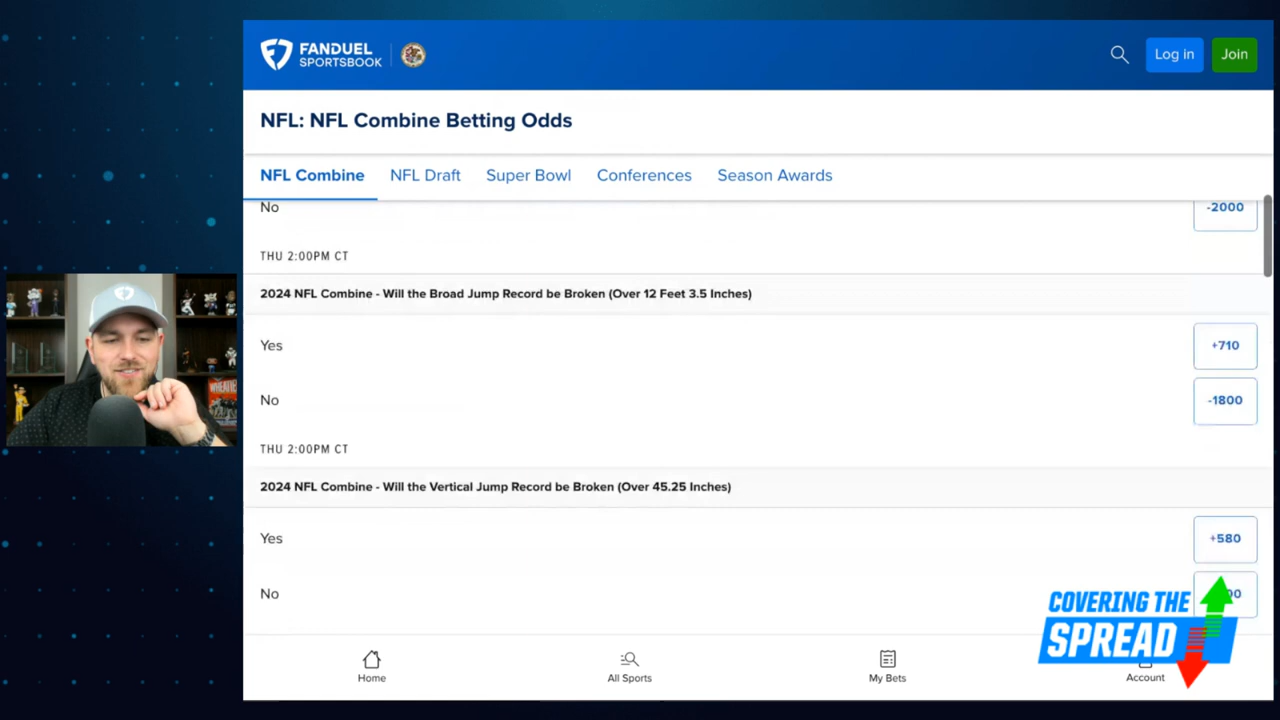 FANDUEL
SPORTSBOOK
Log in
Join
NFL: NFL Combine Betting Odds
NFL Combine NFL Draft Super Bowl Conferences Season Awards
No -2000
THU 2:00PM CT
2024 NFL Combine - Will the Broad Jump Record be Broken (Over 12 Feet 3.5 Inches)
Yes +710
No -1800
THU 2:00PM CT
2024 NFL Combine - Will the Vertical Jump Record be Broken (Over 45.25 Inches)
Yes +580
No
COVERING THE
SPREAD
Home All Sports My Bets Account
WHEATIES